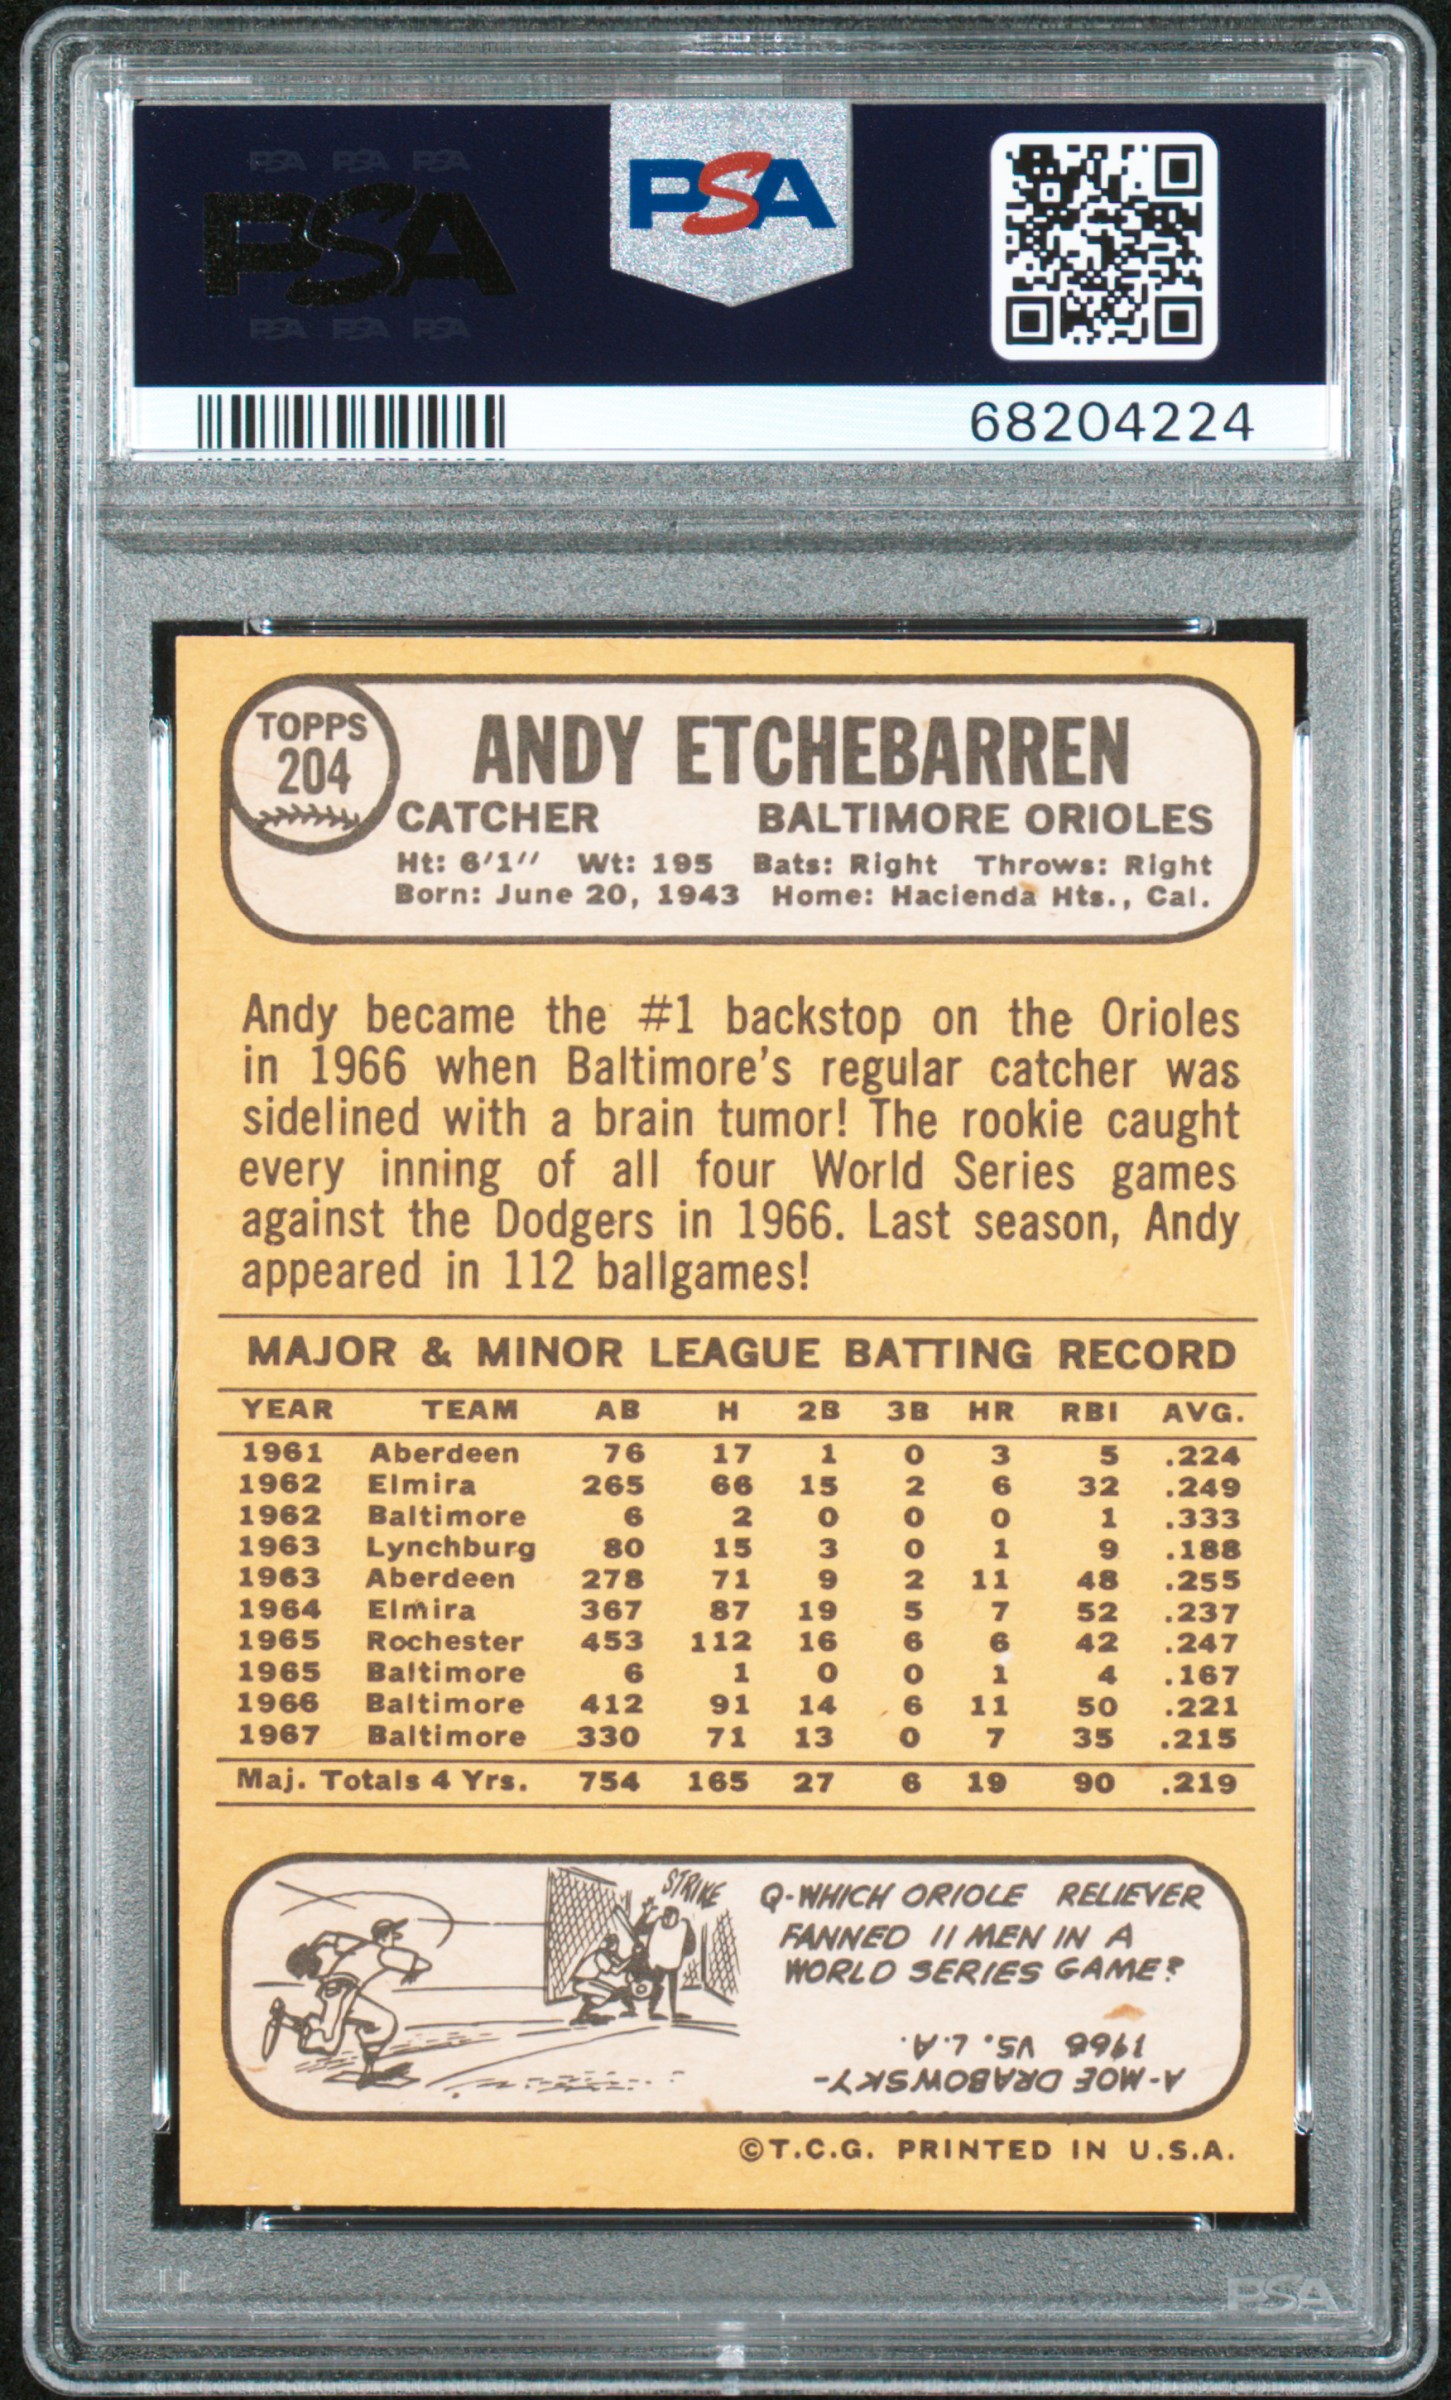 PSA PSA PSA
PSA
PSA PSA PSA
PSA
68204224
TOPPS
204
ANDY ETCHEBARREN
CATCHER BALTIMORE ORIOLES
Ht: 6'1" Wt: 195 Bats: Right Throws: Right
Born: June 20, 1943 Home: Hacienda Hts., Cal.
Andy became the #1 backstop on the Orioles
in 1966 when Baltimore's regular catcher was
sidelined with a brain tumor! The rookie caught
every inning of all four World Series games
against the Dodgers in 1966. Last season, Andy
appeared in 112 ballgames!
MAJOR & MINOR LEAGUE BATTING RECORD
YEAR TEAM AB H 2B 3B HR RBI AVG.
1961 Aberdeen 76 17 1 0 3 5 .224
1962 Elmira 265 66 15 2 6 32 .249
1962 Baltimore 6 2 0 0 0 1 .333
1963 Lynchburg 80 15 3 0 1 9 .188
1963 Aberdeen 278 71 9 2 11 48 .255
1964 Elmira 367 87 19 5 7 52 .237
1965 Rochester 453 112 16 6 6 42 .247
1965 Baltimore 6 1 0 0 1 4 .167
1966 Baltimore 412 91 14 6 11 50 .221
1967 Baltimore 330 71 13 0 7 35 .215
Maj. Totals 4 Yrs. 754 165 27 6 19 90 .219
STRIKE
Q-WHICH ORIOLE RELIEVER
FANNED 11 MEN IN A
WORLD SERIES GAME?
A-MOE DRABOWSKY-
1966 VS. L.A.
©T.C.G. PRINTED IN U.S.A.
PSA